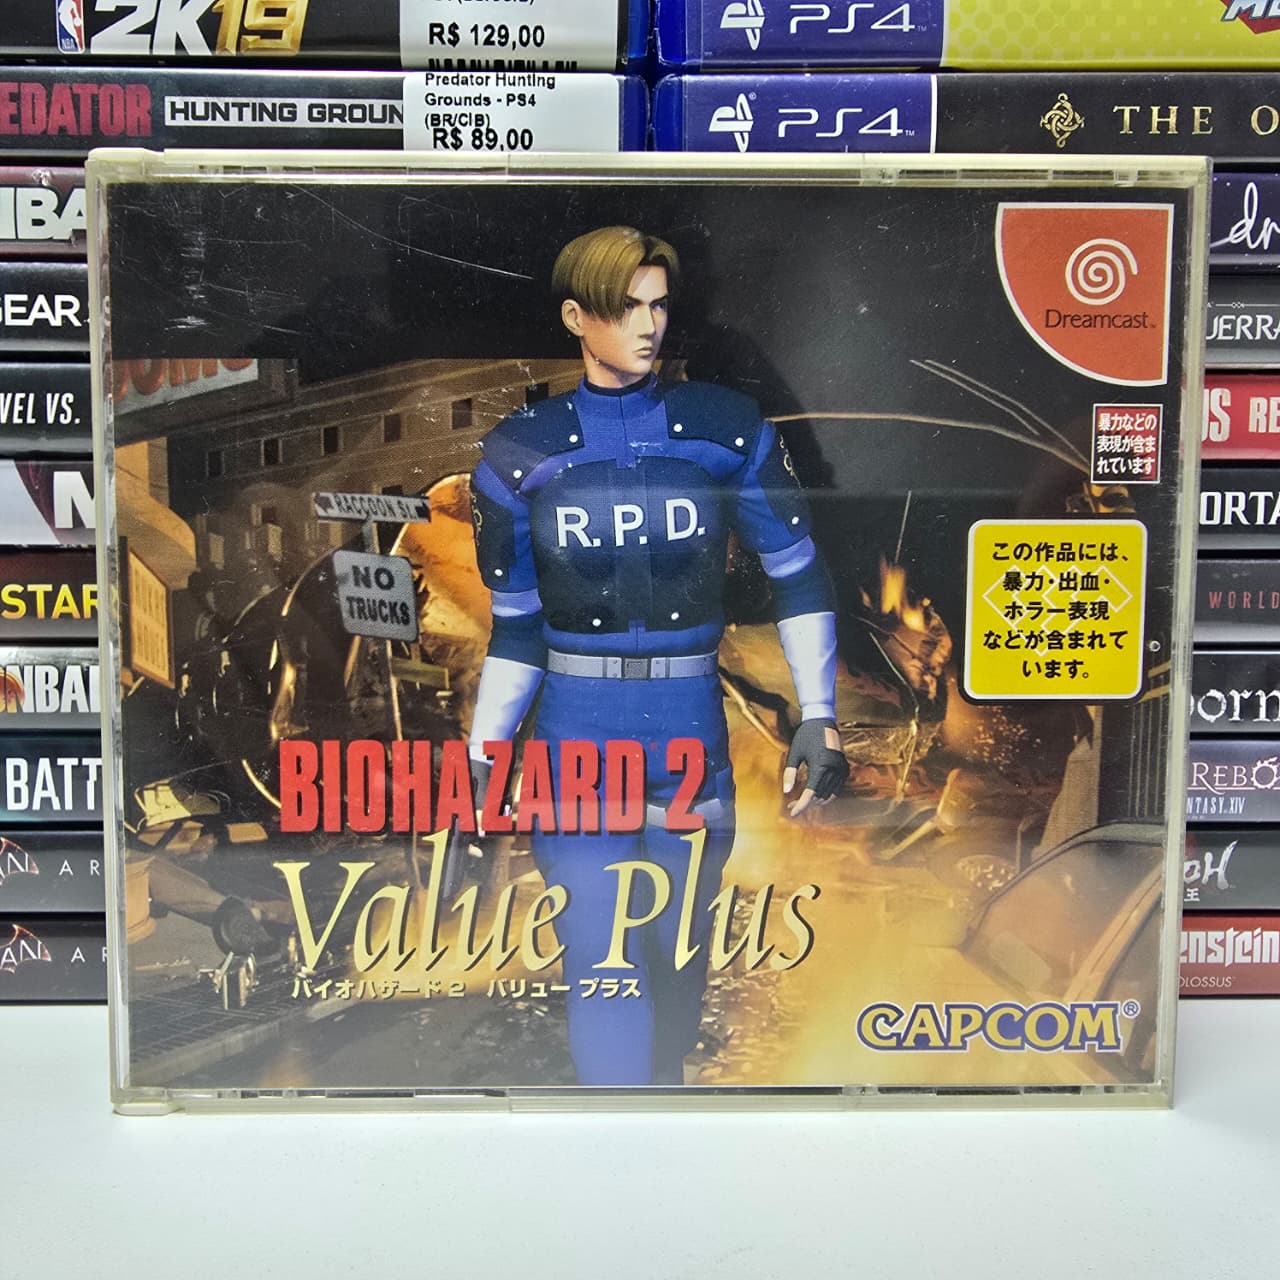 2K19
R$ 129,00
PS4
EDATOR
HUNTING GROUN
Predator Hunting
Grounds - PS4
(BR/CIB)
R$ 89,00
PS4
THE O
Dreamcast
GEAR
VEL VS.
暴力などの
表現が含ま
れています
RACCOON St.
NO
TRUCKS
R.P.D.
この作品には、
暴力・出血・
ホラー表現
などが含まれて
います。
STAR
WORLD
BATT
BIOHAZARD 2
Value Plus
バイオハザード2 バリュー プラス
REBO
NTASY XIV
AR
王
AR
enstein
OLOSSUS
CAPCOM®